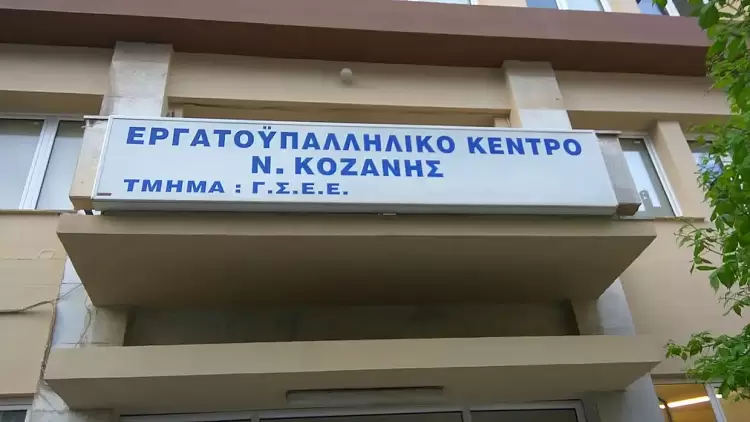 ΕΡΓΑΤΟΫΠΑΛΛΗΛΙΚΟ ΚΕΝΤΡΟ
Ν. ΚΟΖΑΝΗΣ
ΤΜΗΜΑ : Γ.Σ.Ε.Ε.